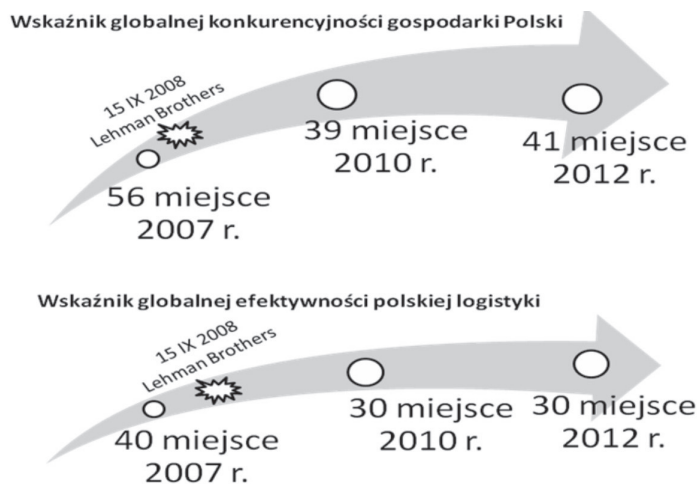 Wskaźnik globalnej konkurencyjności gospodarki Polski
15 IX 2008
Lehman Brothers
56 miejsce
2007 r.
39 miejsce
2010 r.
41 miejsce
2012 r.
Wskaźnik globalnej efektywności polskiej logistyki
15 IX 2008
Lehman Brothers
40 miejsce
2007 r.
30 miejsce
2010 r.
30 miejsce
2012 r.